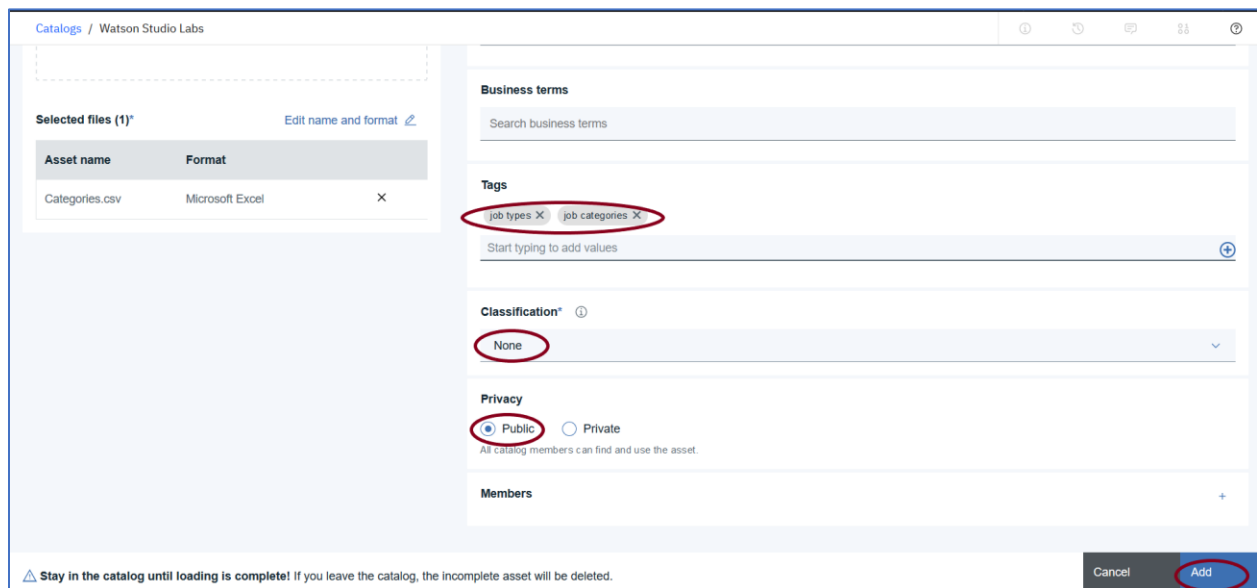 Catalogs / Watson Studio Labs
Selected files (1)*
Edit name and format
Asset name Format
Categories.csv Microsoft Excel
Business terms
Search business terms
Tags
job types job categories
Start typing to add values
Classification*
None
Privacy
Public Private
All catalog members can find and use the asset.
Members
Stay in the catalog until loading is complete! If you leave the catalog, the incomplete asset will be deleted.
Cancel Add